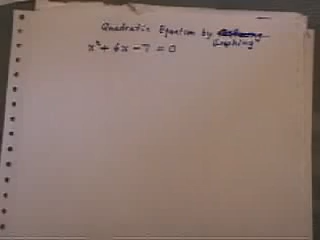 Quadratic Equation by
Graphing
x² + 6x - 7 = 0